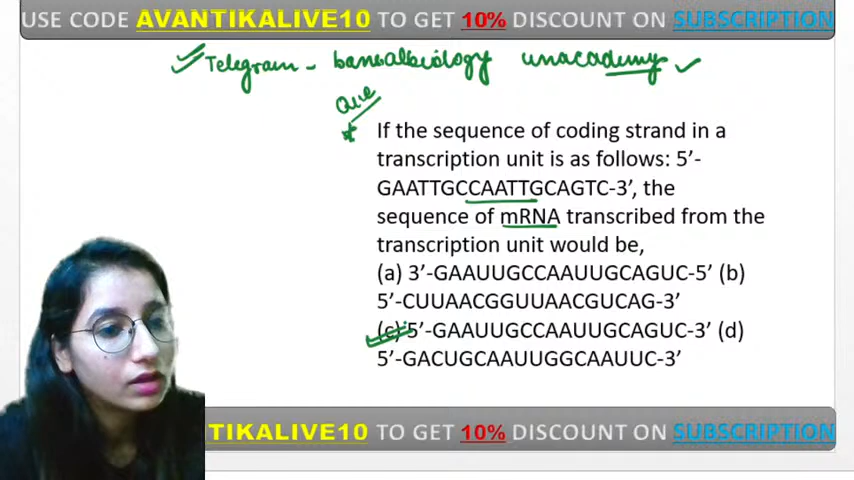 USE CODE AVANTIKALIVE10 TO GET 10% DISCOUNT ON SUBSCRIPTION
Telegram - bansalbiology unacademy
Que
If the sequence of coding strand in a
transcription unit is as follows: 5’-
GAATTGCCAATTGCAGTC-3’, the
sequence of mRNA transcribed from the
transcription unit would be,
(a) 3’-GAAUUGCCAAUUGCAGUC-5’ (b)
5’-CUUAACGGUUAACGUCAG-3’
(c) 5’-GAAUUGCCAAUUGCAGUC-3’ (d)
5’-GACUGCAAUUGGCAAUUC-3’
TIKALIVE10 TO GET 10% DISCOUNT ON SUBSCRIPTION